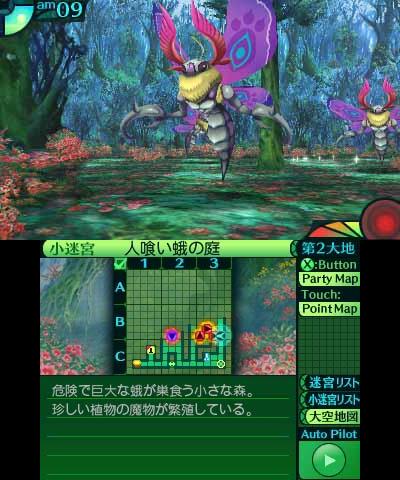 am09
小迷宮 人喰い蛾の庭
第2大地
1 2 3
Ⓧ:Button
Party Map
A
Touch:
Point Map
B
C
危険で巨大な蛾が巣食う小さな森。
珍しい植物の魔物が繁殖している。
迷宮リスト
小迷宮リスト
大空地図
Auto Pilot